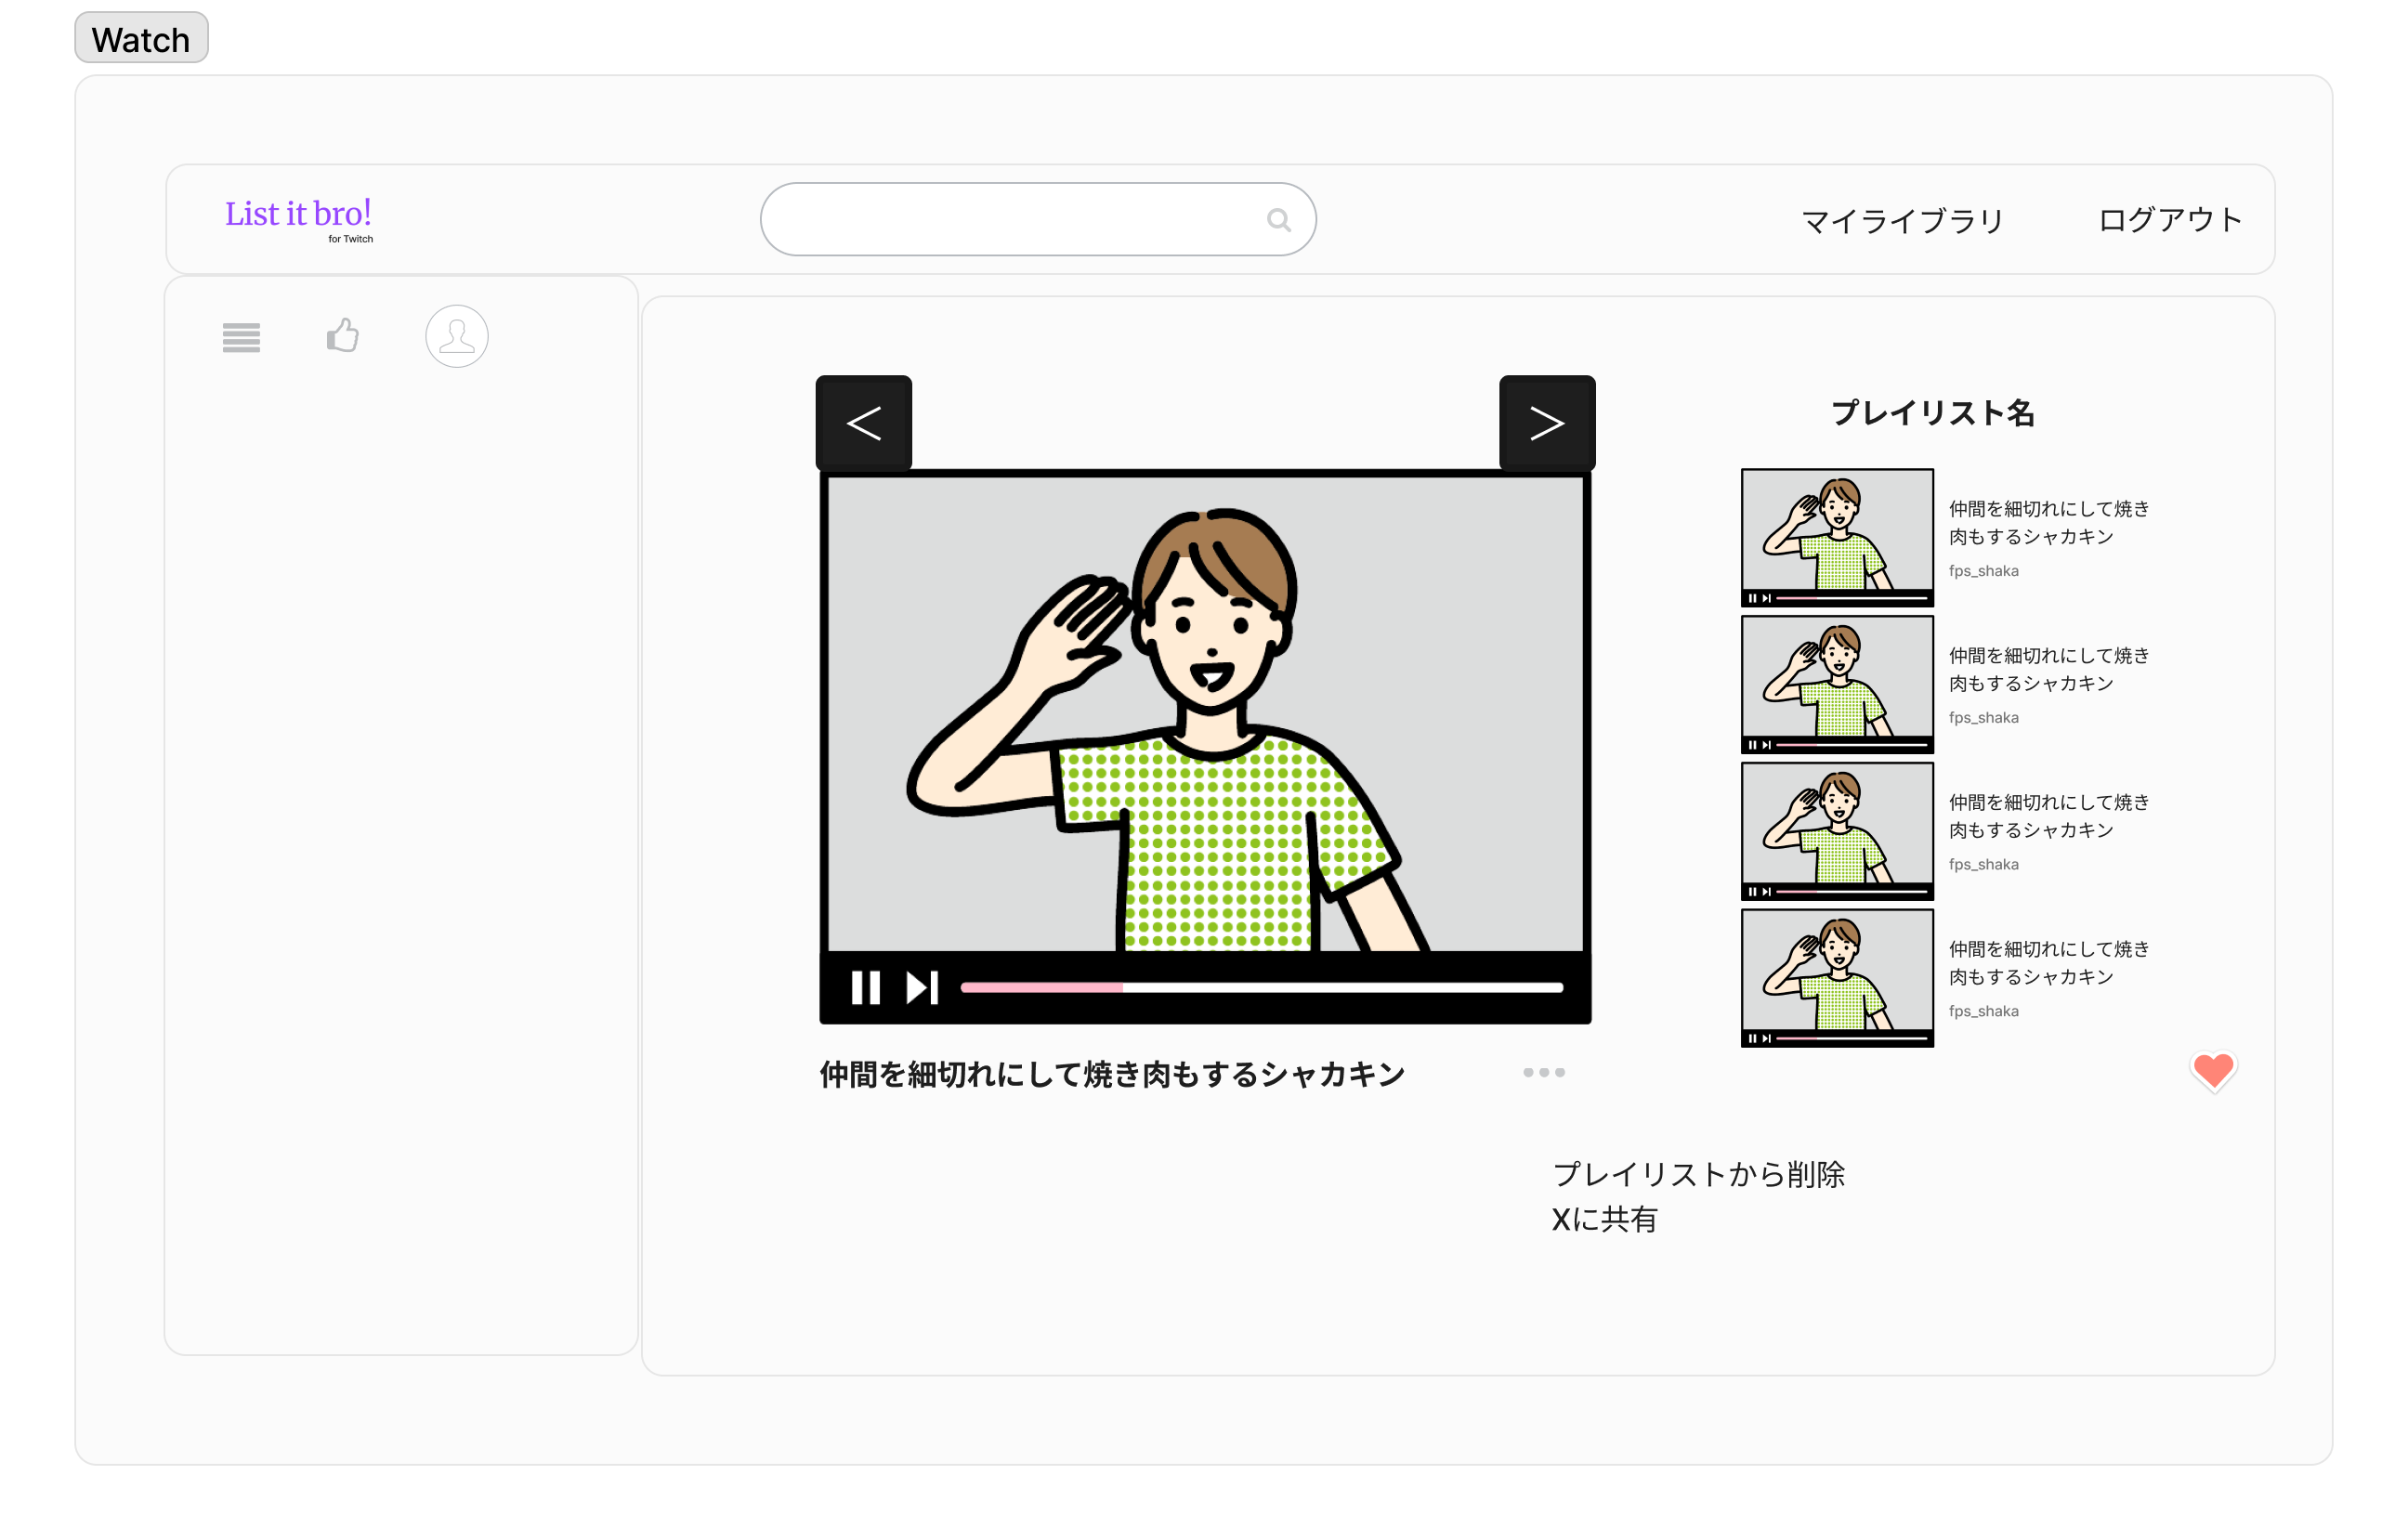 Watch
List it bro!
for Twitch
マイライブラリ
ログアウト
<
>
プレイリスト名
仲間を細切れにして焼き
肉もするシャカキン
fps_shaka
仲間を細切れにして焼き
肉もするシャカキン
fps_shaka
仲間を細切れにして焼き
肉もするシャカキン
fps_shaka
仲間を細切れにして焼き
肉もするシャカキン
fps_shaka
仲間を細切れにして焼き肉もするシャカキン
プレイリストから削除
Xに共有